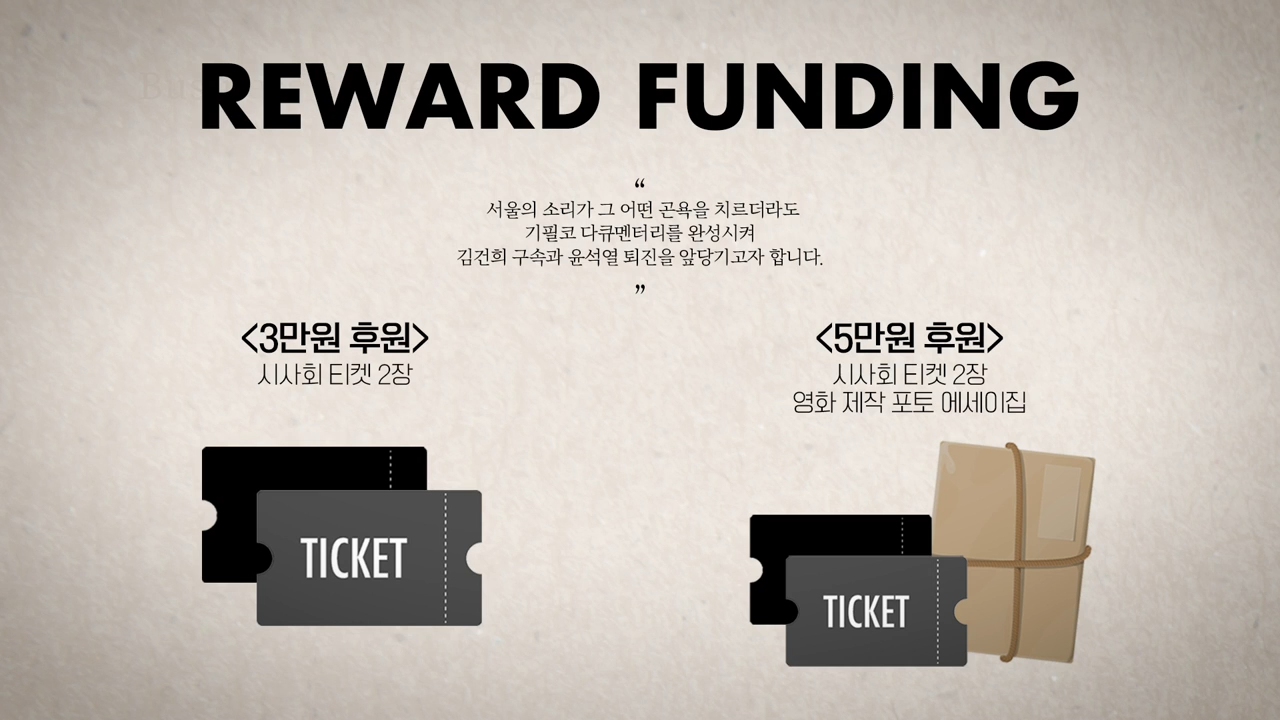 REWARD FUNDING
“
서울의 소리가 그 어떤 곤욕을 치르더라도
기필코 다큐멘터리를 완성시켜
김건희 구속과 윤석열 퇴진을 앞당기고자 합니다.
”
<3만원 후원>
시사회 티켓 2장
<5만원 후원>
시사회 티켓 2장
영화 제작 포토 에세이집
TICKET
TICKET